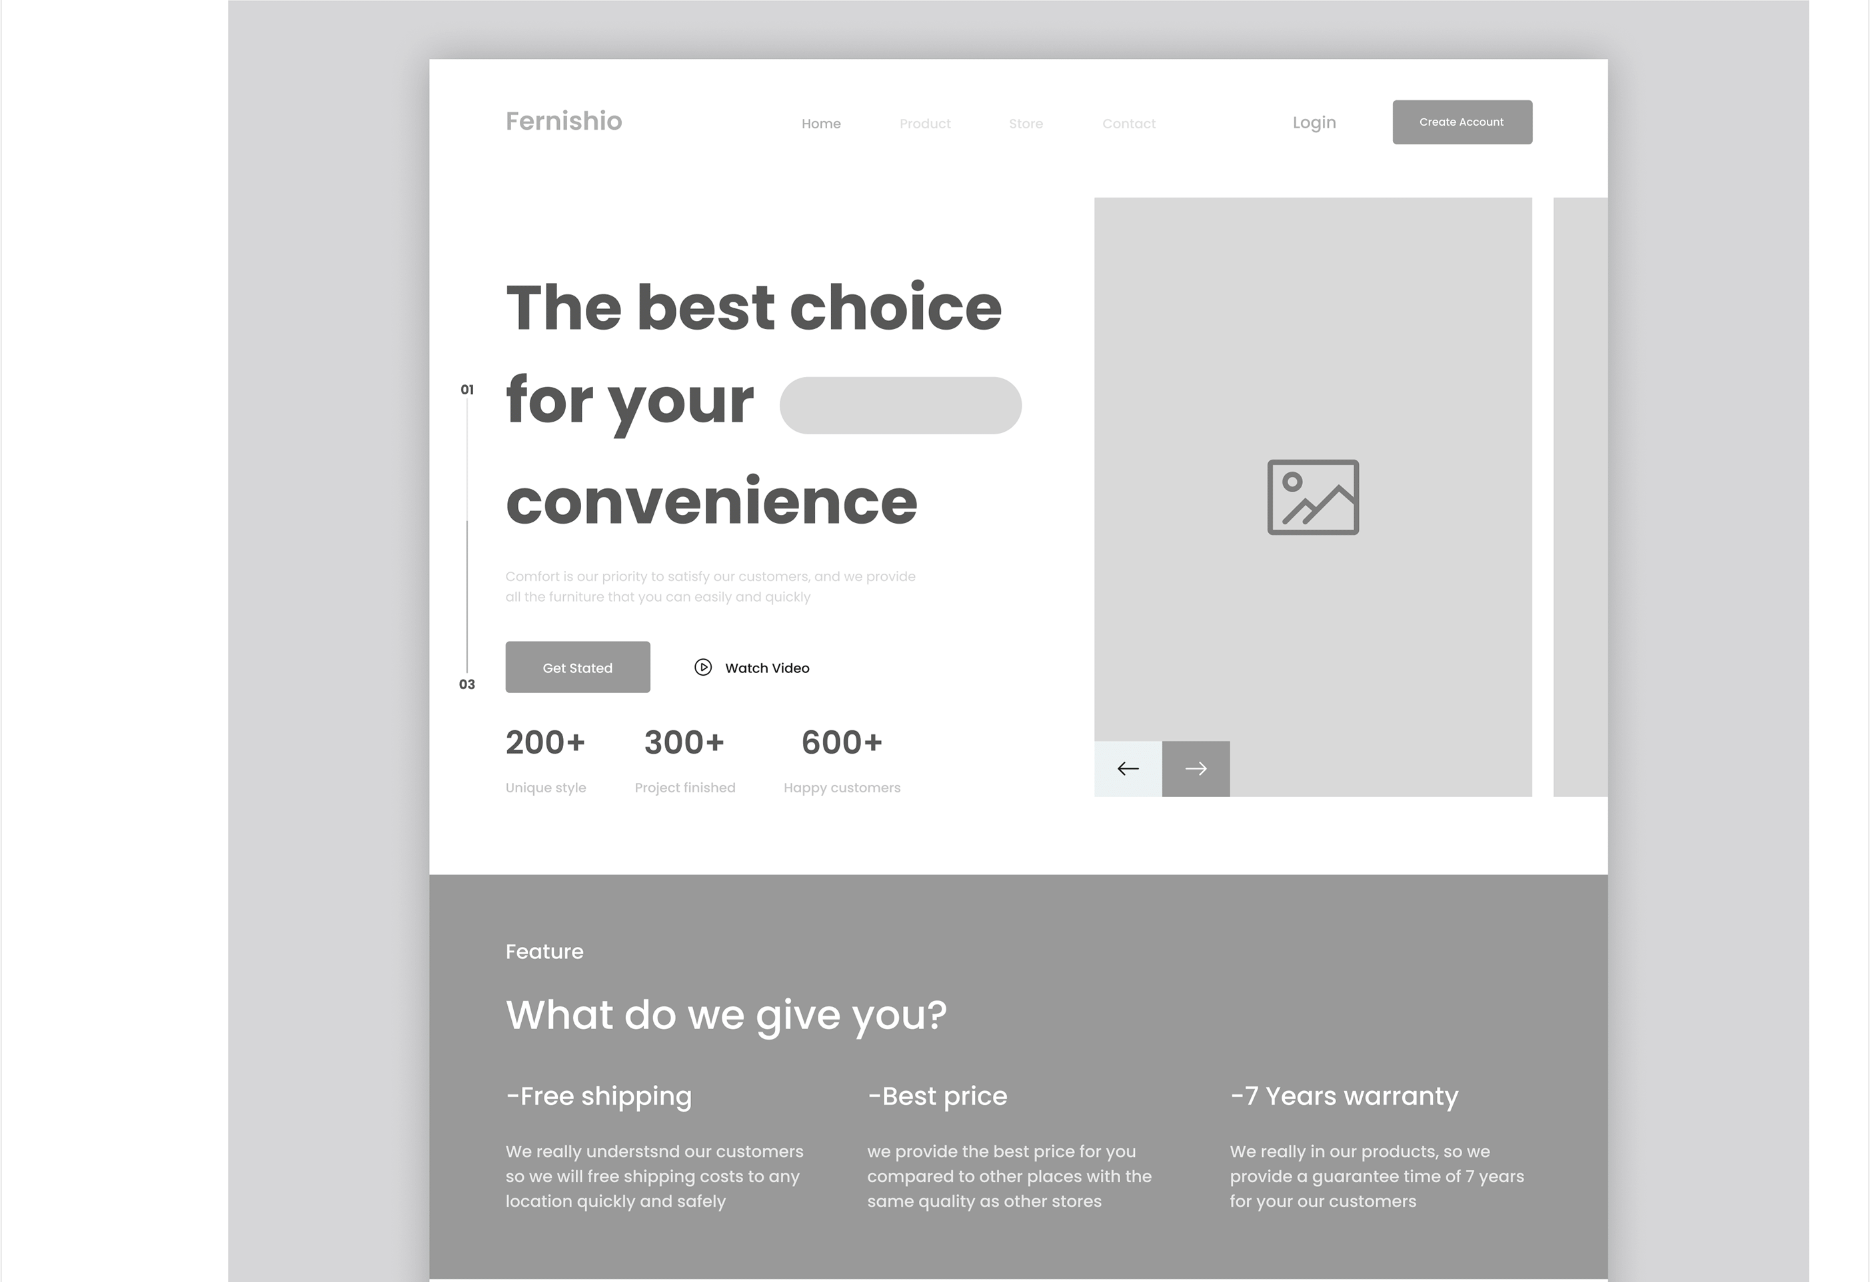 Fernishio
Home
Product
Store
Contact
Login
Create Account
The best choice
for your
convenience
01
03
Comfort is our priority to satisfy our customers, and we provide
all the furniture that you can easily and quickly
Get Stated
Watch Video
200+
300+
600+
Unique style
Project finished
Happy customers
Feature
What do we give you?
-Free shipping
We really understsnd our customers
so we will free shipping costs to any
location quickly and safely
-Best price
we provide the best price for you
compared to other places with the
same quality as other stores
-7 Years warranty
We really in our products, so we
provide a guarantee time of 7 years
for your our customers